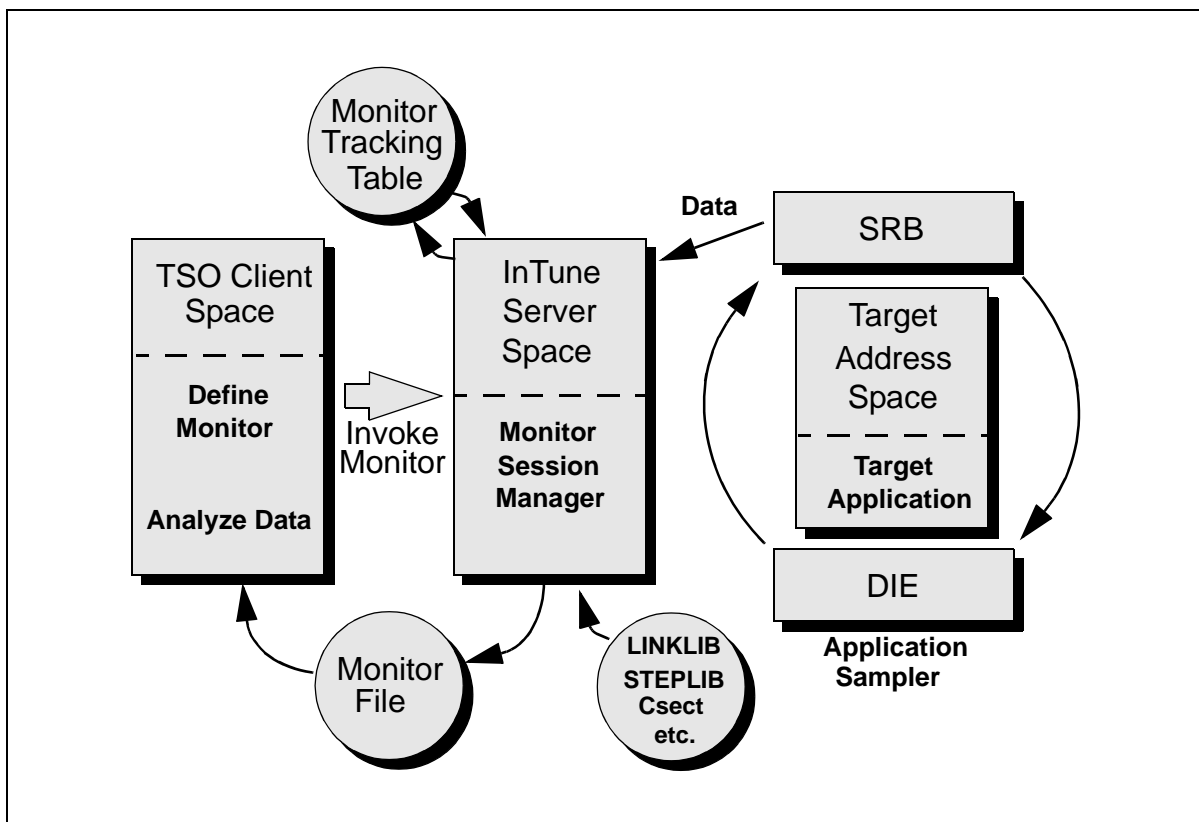 Monitor
Tracking
Table
TSO Client
Space
Define
Monitor
Analyze Data
Invoke
Monitor
InTune
Server
Space
Monitor
Session
Manager
Data
SRB
Target
Address
Space
Target
Application
DIE
Application
Sampler
Monitor
File
LINKLIB
STEPLIB
Csect
etc.